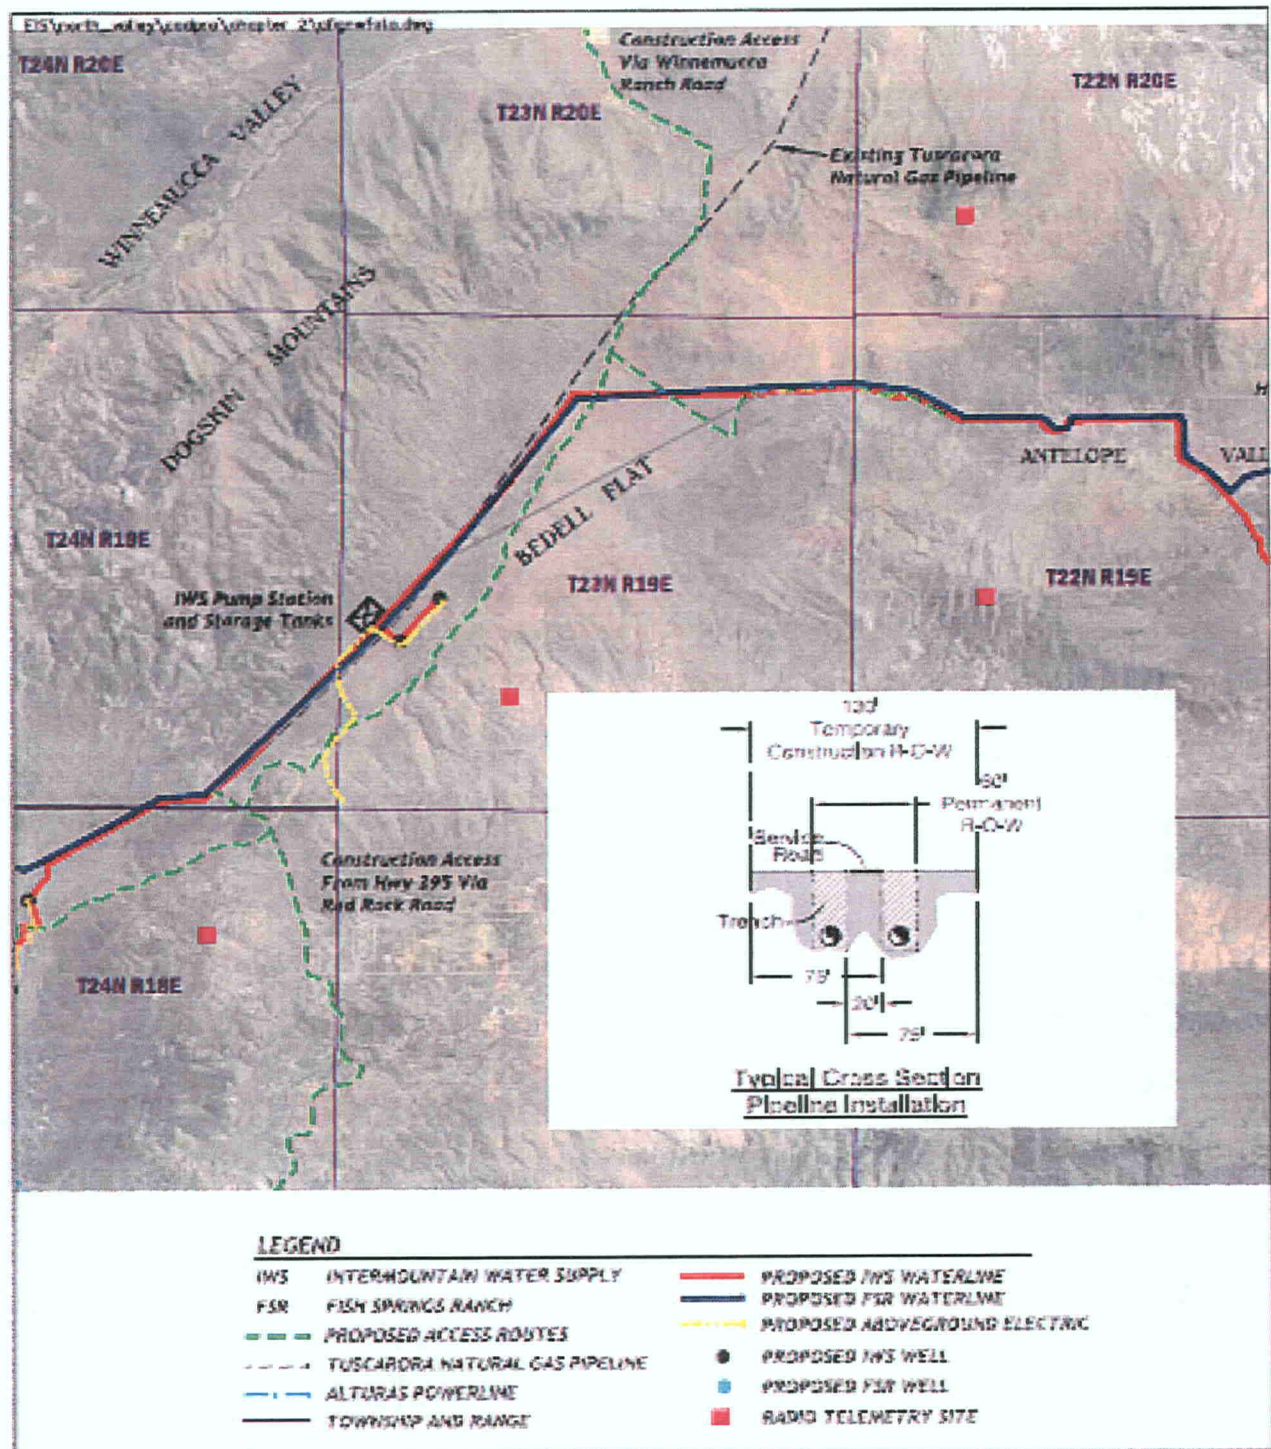 T24N R20E
Construction Access
Via Winnemucca
Ranch Road
T22N R20E
T23N R20E
WINNEMUCCA VALLEY
Existing Tuscarora
Natural Gas Pipeline
DOGSKIN MOUNTAINS
ANTELOPE VALL
BEDELL FLAT
T24N R19E
T23N R19E
T22N R19E
IWS Pump Station
and Storage Tanks
Temporary
Construction R-O-W
Permanent
R-O-W
Service
Road
Trench
75'
20'
75'
Typical Cross Section
Pipeline Installation
Construction Access
From Hwy 395 Via
Red Rock Road
T24N R18E
LEGEND
IWS INTERMOUNTAIN WATER SUPPLY
FSR FISH SPRINGS RANCH
PROPOSED ACCESS ROUTES
TUSCARORA NATURAL GAS PIPELINE
ALTURAS POWERLINE
TOWNSHIP AND RANGE
PROPOSED IWS WATERLINE
PROPOSED FSR WATERLINE
PROPOSED ABOVEGROUND ELECTRIC
PROPOSED IWS WELL
PROPOSED FSR WELL
RADIO TELEMETRY SITE